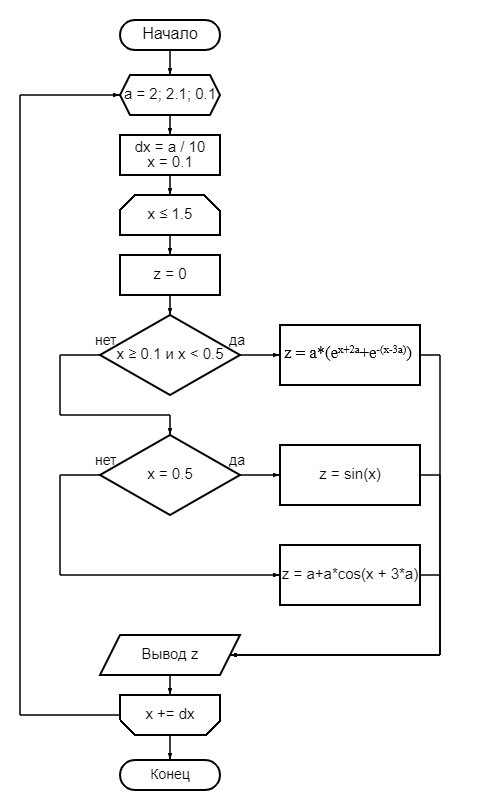 Начало
a = 2; 2.1; 0.1
dx = a / 10
x = 0.1
x ≤ 1.5
z = 0
нет
x ≥ 0.1 и x < 0.5
да
z = a*(e^x+2a+e^-(x-3a))
нет
x = 0.5
да
z = sin(x)
z = a+a*cos(x + 3*a)
Вывод z
x += dx
Конец